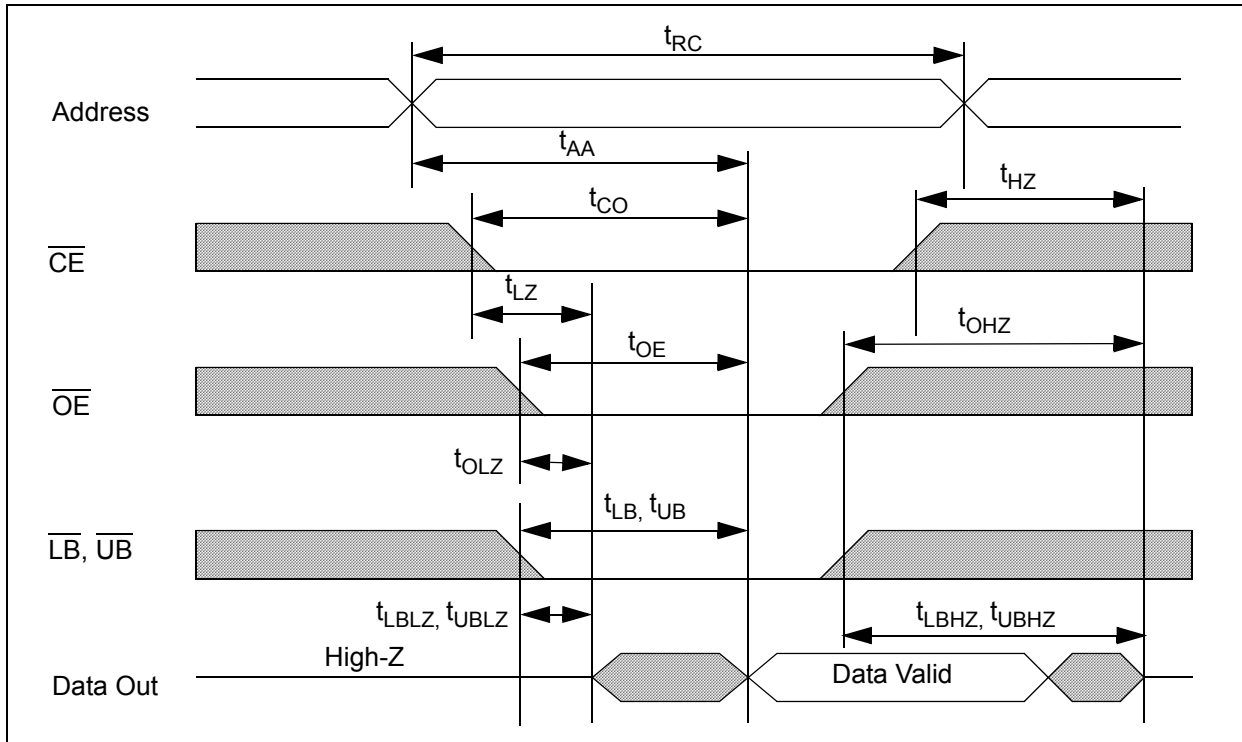 tRC
Address
tAA
tHZ
tCO
CE
tLZ
tOHZ
tOE
OE
tOLZ
tLB, tUB
LB, UB
tLBLZ, tUBLZ
tLBHZ, tUBHZ
High-Z
Data Valid
Data Out